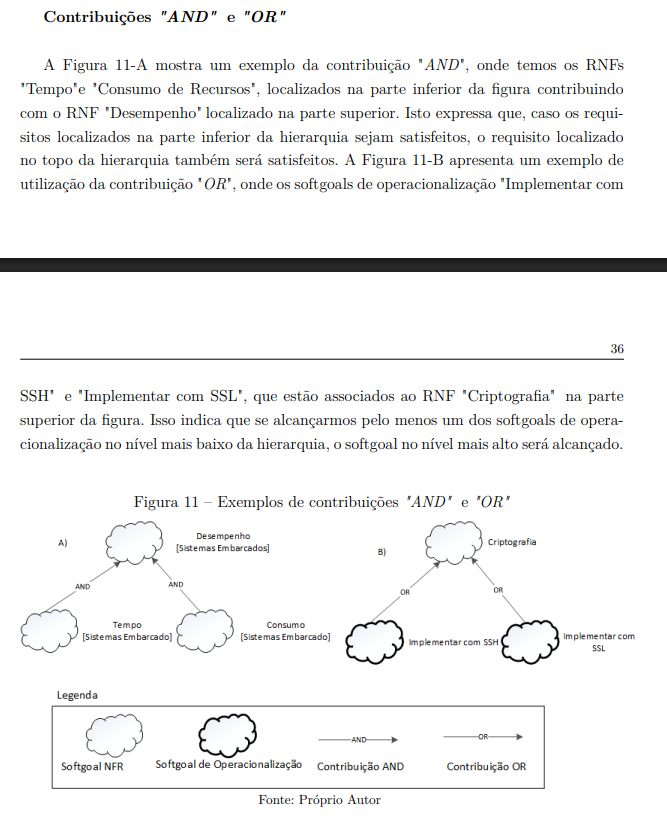 Contribuições "AND" e "OR"
A Figura 11-A mostra um exemplo da contribuição "AND", onde temos os RNFs
"Tempo"e "Consumo de Recursos", localizados na parte inferior da figura contribuindo
com o RNF "Desempenho" localizado na parte superior. Isto expressa que, caso os requi-
sitos localizados na parte inferior da hierarquia sejam satisfeitos, o requisito localizado
no topo da hierarquia também será satisfeitos. A Figura 11-B apresenta um exemplo de
utilização da contribuição "OR", onde os softgoals de operacionalização "Implementar com
36
SSH" e "Implementar com SSL", que estão associados ao RNF "Criptografia" na parte
superior da figura. Isso indica que se alcançarmos pelo menos um dos softgoals de opera-
cionalização no nível mais baixo da hierarquia, o softgoal no nível mais alto será alcançado.
Figura 11 – Exemplos de contribuições "AND" e "OR"
A)
Desempenho
[Sistemas Embarcados]
AND
AND
Tempo
[Sistemas Embarcado]
Consumo
[Sistemas Embarcado]
B)
Criptografia
OR
OR
Implementar com SSH
Implementar com
SSL
Legenda
AND
OR
Softgoal NFR
Softgoal de Operacionalização
Contribuição AND
Contribuição OR
Fonte: Próprio Autor